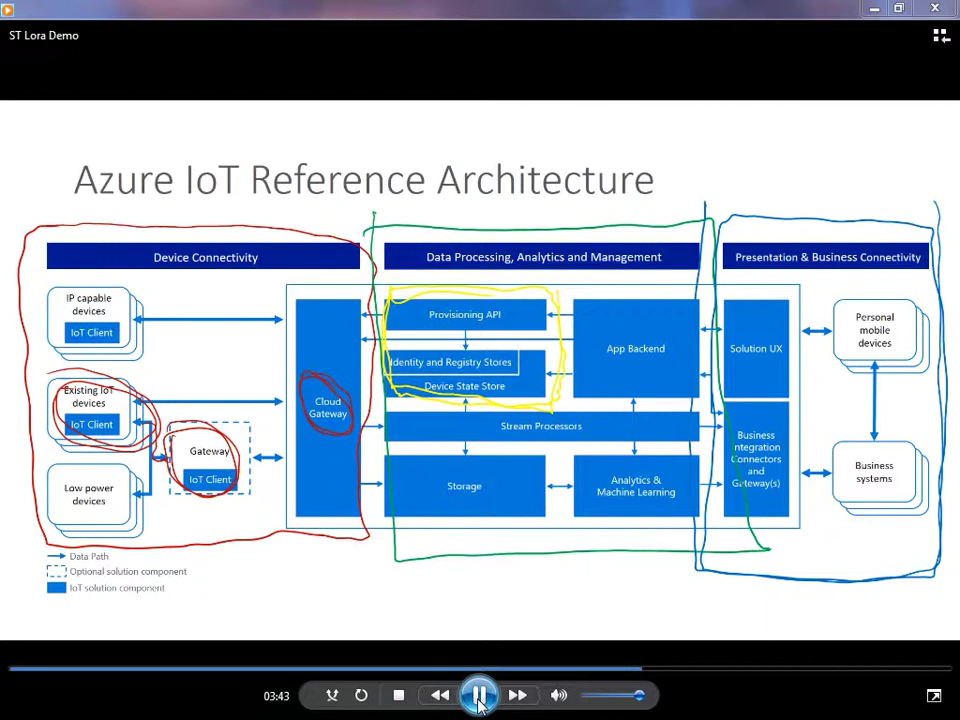 ST Lora Demo
Azure IoT Reference Architecture
Device Connectivity
Data Processing, Analytics and Management
Presentation & Business Connectivity
IP capable
devices
IoT Client
Existing IoT
devices
IoT Client
Low power
devices
Gateway
IoT Client
Cloud
Gateway
Provisioning API
Identity and Registry Stores
Device State Store
App Backend
Stream Processors
Storage
Analytics &
Machine Learning
Solution UX
Business
Integration
Connectors
and
Gateway(s)
Personal
mobile
devices
Business
systems
Data Path
Optional solution component
IoT solution component
03:43